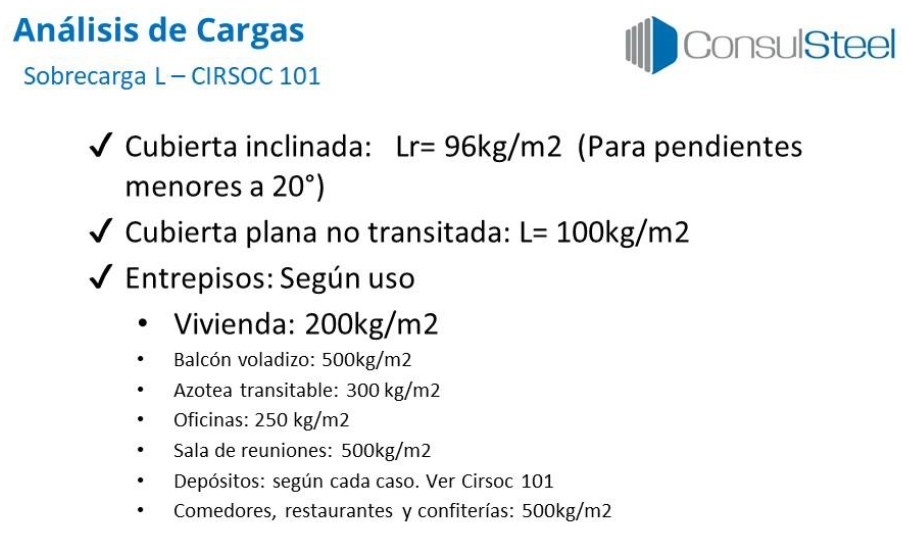 Análisis de Cargas
ConsulSteel
Sobrecarga L – CIRSOC 101
✓ Cubierta inclinada: Lr= 96kg/m2 (Para pendientes
menores a 20°)
✓ Cubierta plana no transitada: L= 100kg/m2
✓ Entrepisos: Según uso
• Vivienda: 200kg/m2
• Balcón voladizo: 500kg/m2
• Azotea transitable: 300 kg/m2
• Oficinas: 250 kg/m2
• Sala de reuniones: 500kg/m2
• Depósitos: según cada caso. Ver Cirsoc 101
• Comedores, restaurantes y confiterías: 500kg/m2